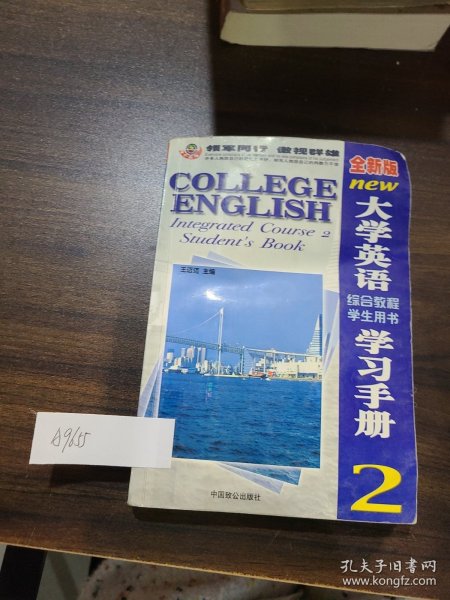 领军同行 傲视群雄
COLLEGE
ENGLISH
Integrated Course 2
Student's Book
王迈迈 主编
中国致公出版社
全新版
new
大学英语
综合教程
学生用书
学习手册
2
A9655
孔夫子旧书网
www.kongfz.com